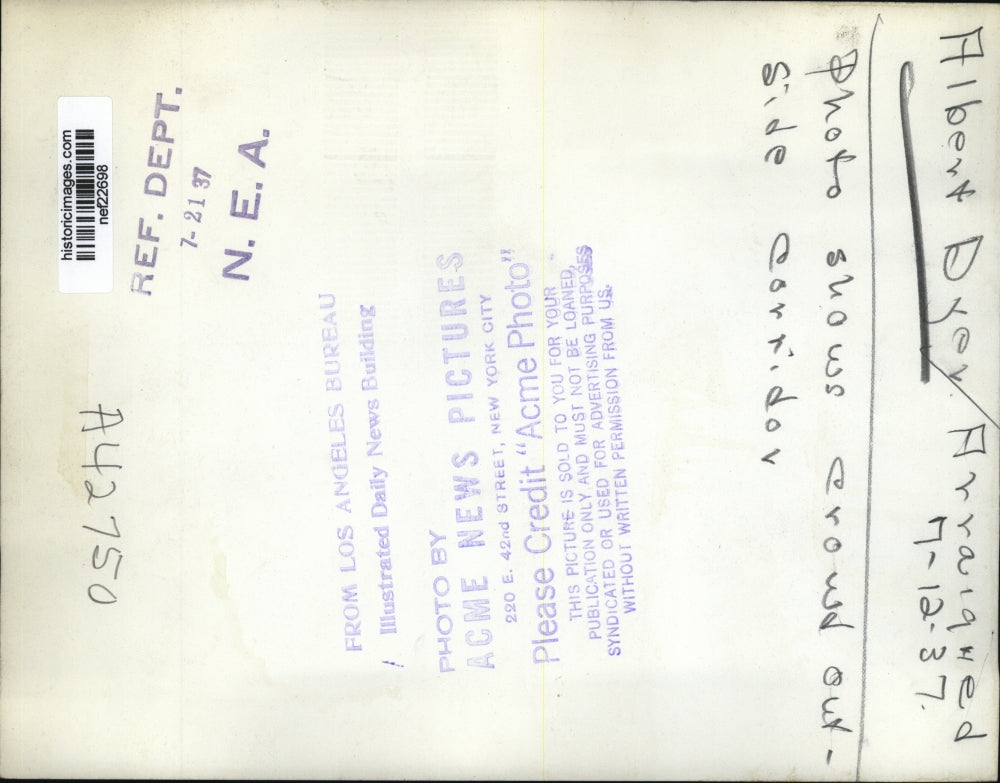 Albert Dyer Arraigned
7-12-37.
Photo shows crowd out-
side corridor
historicimages.com
nef22698
REF. DEPT.
7-21 37
N. E. A.
FROM LOS ANGELES BUREAU
Illustrated Daily News Building
PHOTO BY
ACME NEWS PICTURES
220 E. 42nd STREET, NEW YORK CITY
Please Credit "Acme Photo"
THIS PICTURE IS SOLD TO YOU FOR YOUR
PUBLICATION ONLY AND MUST NOT BE LOANED,
SYNDICATED OR USED FOR ADVERTISING PURPOSES
WITHOUT WRITTEN PERMISSION FROM US.